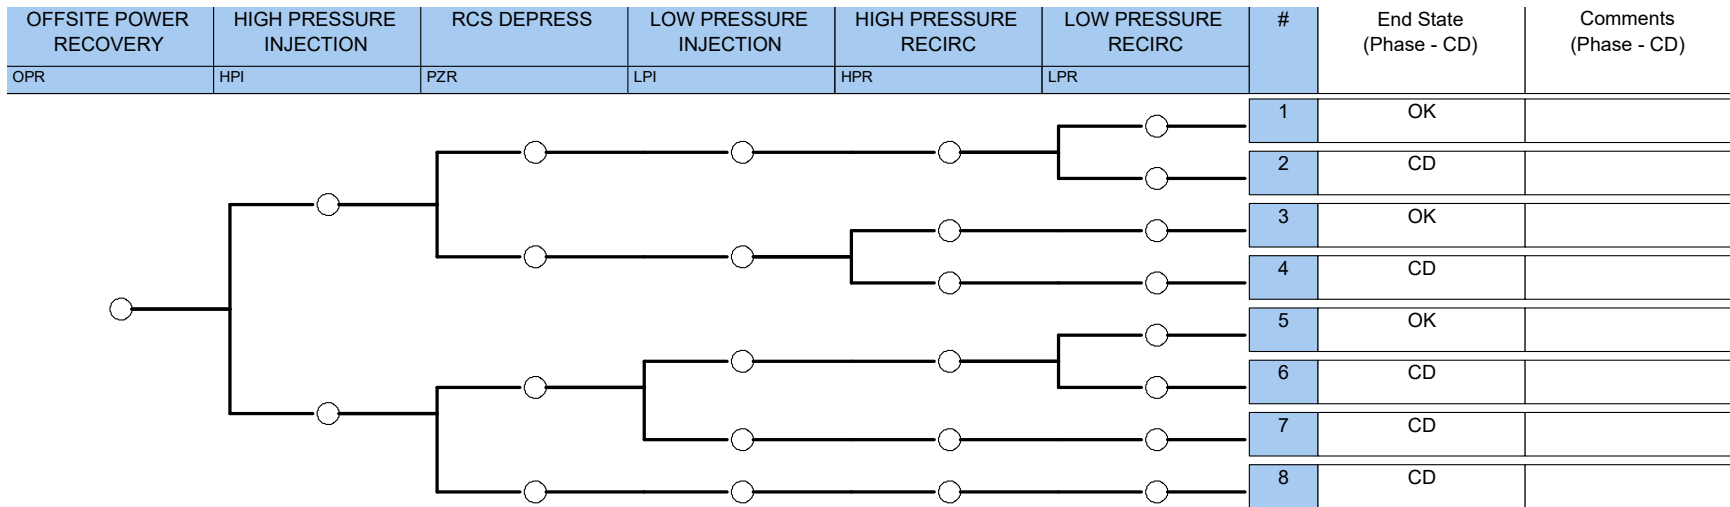 OFFSITE POWER RECOVERY
HIGH PRESSURE INJECTION
RCS DEPRESS
LOW PRESSURE INJECTION
HIGH PRESSURE RECIRC
LOW PRESSURE RECIRC
#
End State (Phase - CD)
Comments (Phase - CD)
OPR
HPI
PZR
LPI
HPR
LPR
1 OK
2 CD
3 OK
4 CD
5 OK
6 CD
7 CD
8 CD